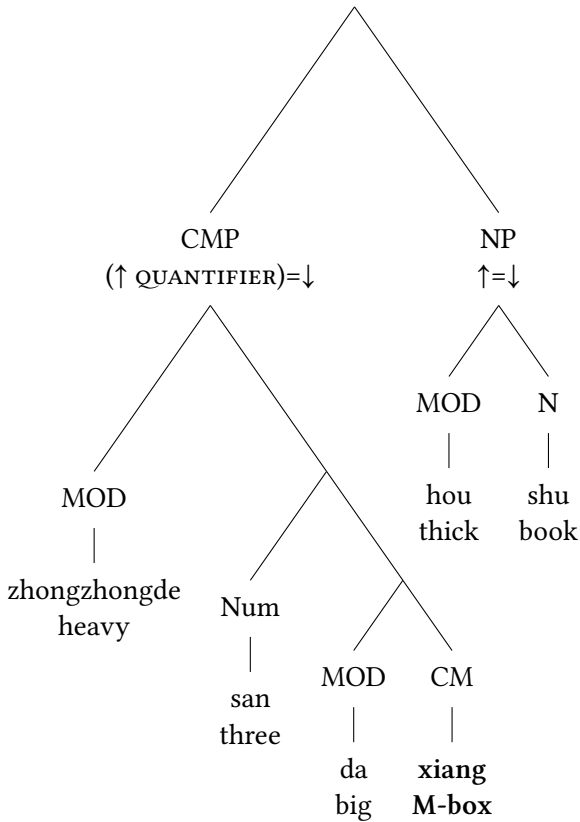 CMP
(↑ QUANTIFIER)=↓
NP
↑=↓
MOD
N
hou
thick
shu
book
MOD
zhongzhongde
heavy
Num
san
three
MOD
CM
da
big
xiang
M-box